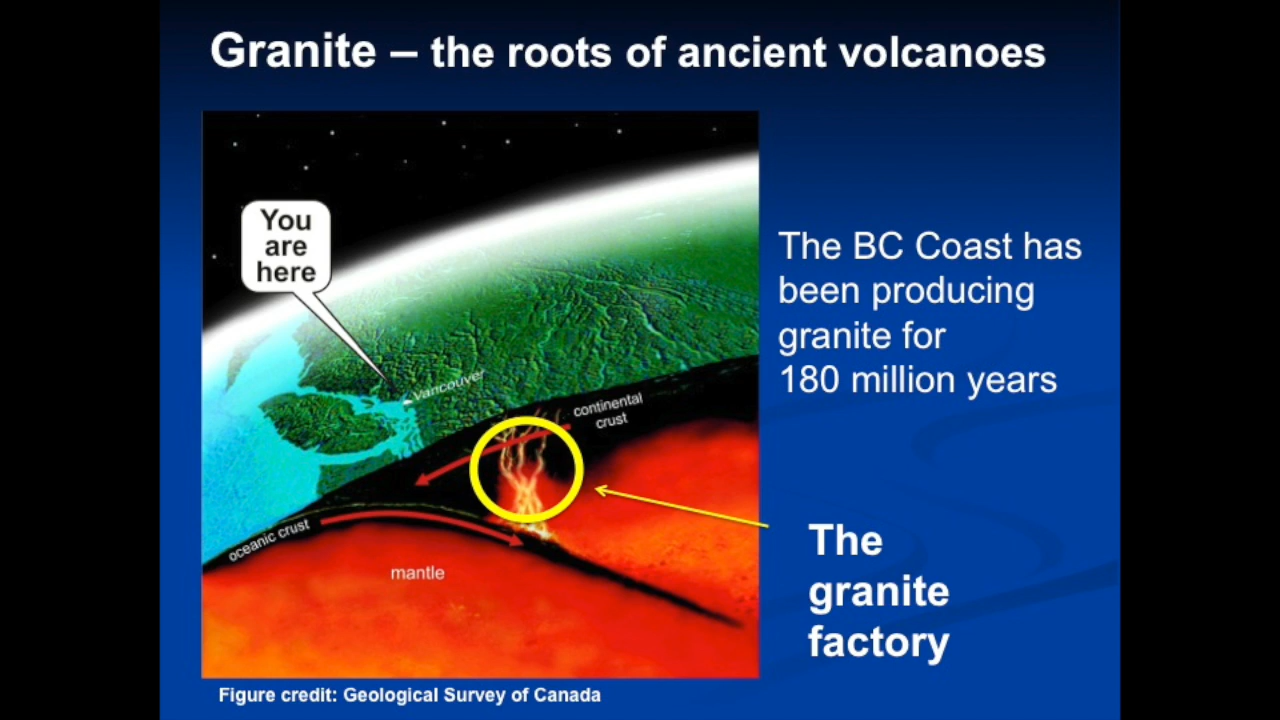 Granite – the roots of ancient volcanoes
You
are
here
Vancouver
continental
crust
oceanic crust
mantle
The BC Coast has
been producing
granite for
180 million years
The
granite
factory
Figure credit: Geological Survey of Canada